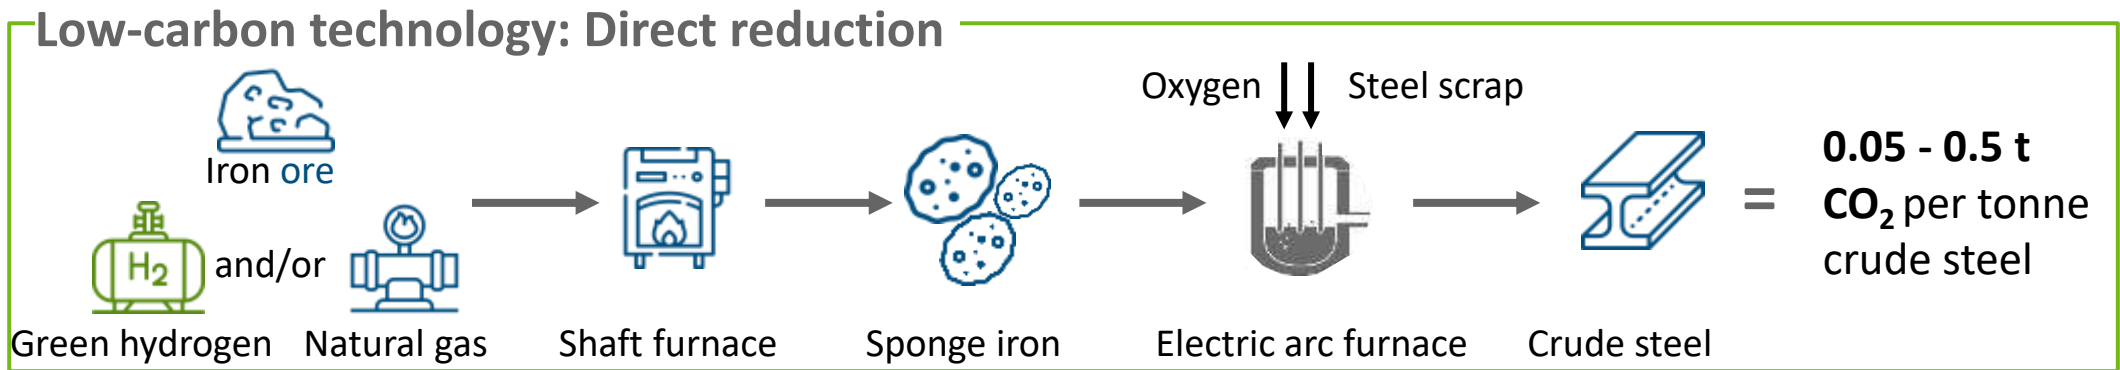 Low-carbon technology: Direct reduction
Iron ore
H2
and/or
Green hydrogen
Natural gas
Shaft furnace
Sponge iron
Oxygen
Steel scrap
Electric arc furnace
Crude steel
=
0.05 - 0.5 t
CO₂ per tonne
crude steel